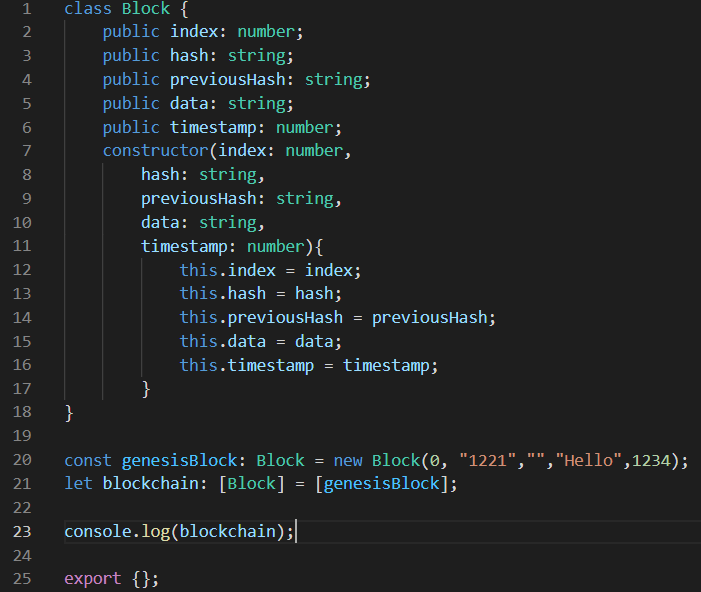 1 class Block {
2 public index: number;
3 public hash: string;
4 public previousHash: string;
5 public data: string;
6 public timestamp: number;
7 constructor(index: number,
8 hash: string,
9 previousHash: string,
10 data: string,
11 timestamp: number){
12 this.index = index;
13 this.hash = hash;
14 this.previousHash = previousHash;
15 this.data = data;
16 this.timestamp = timestamp;
17 }
18 }
19
20 const genesisBlock: Block = new Block(0, "1221","","Hello",1234);
21 let blockchain: [Block] = [genesisBlock];
22
23 console.log(blockchain);
24
25 export {};